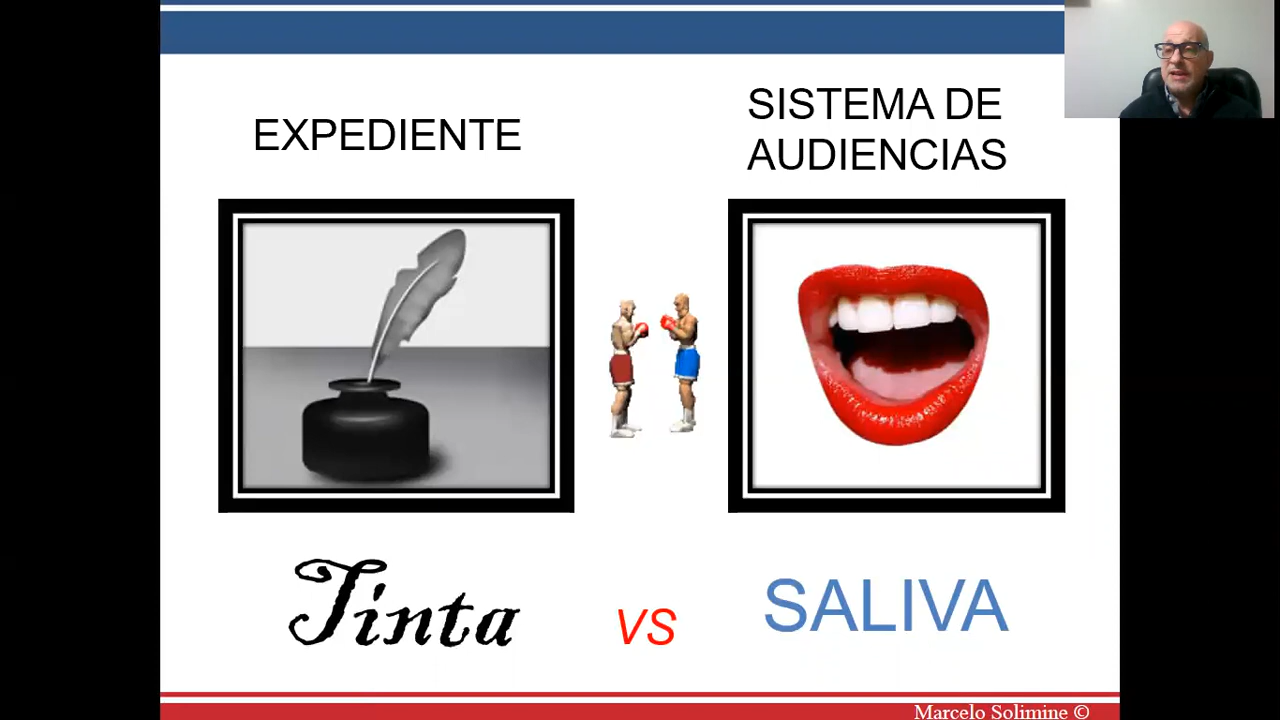 EXPEDIENTE
SISTEMA DE
AUDIENCIAS
Tinta
VS
SALIVA
Marcelo Solimine ©